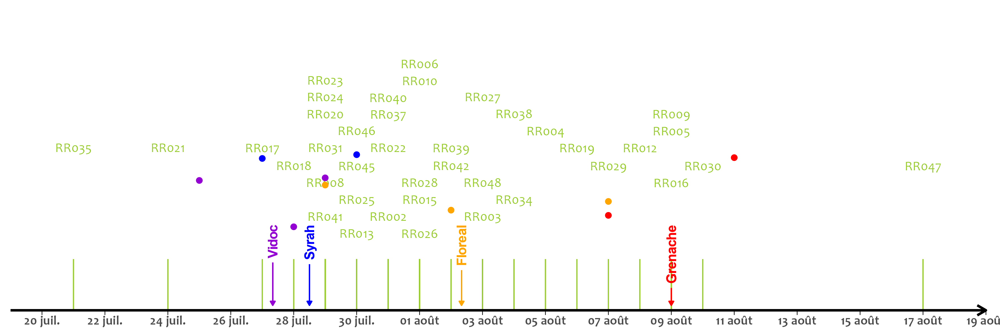 RR006
RR023
RR010
RR024
RR040
RR027
RR020
RR037
RR038
RR009
RR046
RR004
RR005
RR035
RR021
RR017
RR031
RR022
RR039
RR019
RR012
RR018
RR045
RR042
RR029
RR030
RR047
RR028
RR048
RR016
RR025
RR015
RR034
RR041
RR002
RR003
RR013
RR026
Vidoc
Syrah
Floreal
Grenache
20 juil.
22 juil.
24 juil.
26 juil.
28 juil.
30 juil.
01 août
03 août
05 août
07 août
09 août
11 août
13 août
15 août
17 août